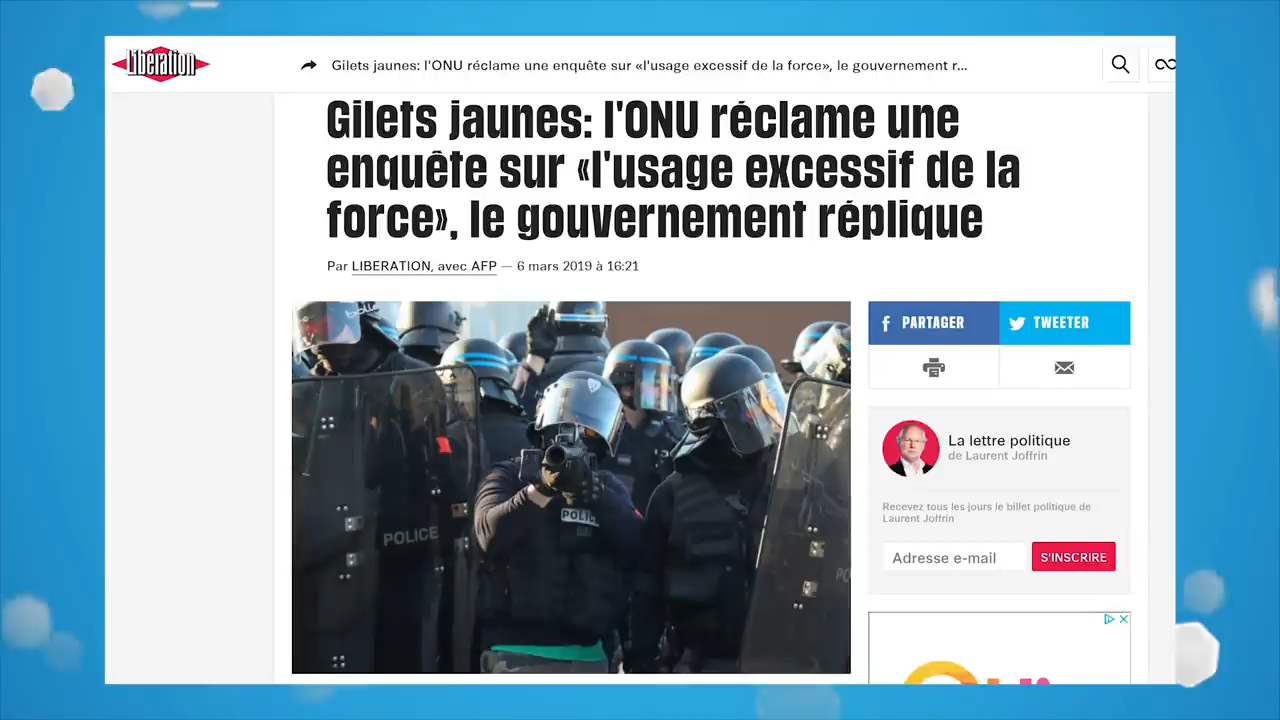 Libération
Gilets jaunes: l'ONU réclame une enquête sur «l'usage excessif de la force», le gouvernement r...
Gilets jaunes: l'ONU réclame une
enquête sur «l'usage excessif de la
force», le gouvernement réplique
Par LIBERATION, avec AFP — 6 mars 2019 à 16:21
POLICE
POLICE
PARTAGER
TWEETER
La lettre politique
de Laurent Joffrin
Recevez tous les jours le billet politique de
Laurent Joffrin
Adresse e-mail
S'INSCRIRE